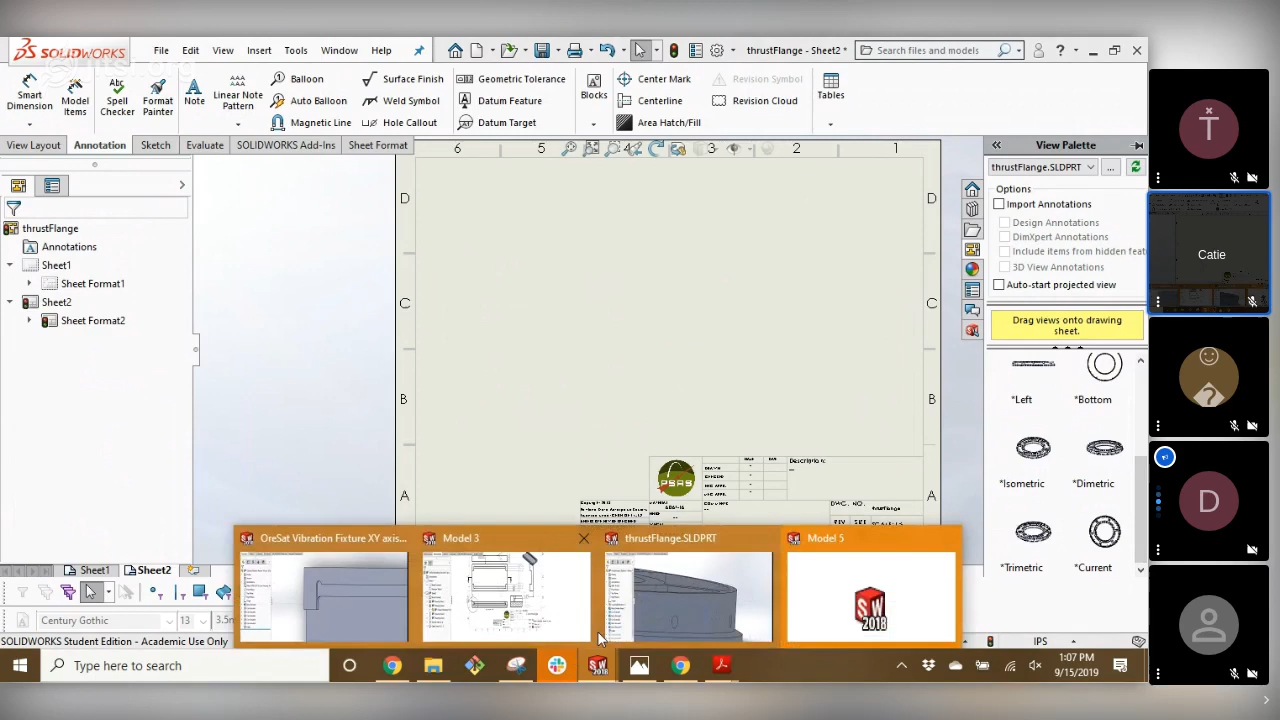 SOLIDWORKS
File Edit View Insert Tools Window Help
thrustFlange - Sheet2 *
Search files and models
Smart Dimension
Model Items
Spell Checker
Format Painter
Note
Linear Note Pattern
Balloon
Auto Balloon
Magnetic Line
Surface Finish
Weld Symbol
Hole Callout
Geometric Tolerance
Datum Feature
Datum Target
Blocks
Center Mark
Centerline
Area Hatch/Fill
Revision Symbol
Revision Cloud
Tables
View Layout Annotation Sketch Evaluate SOLIDWORKS Add-Ins Sheet Format
thrustFlange
Annotations
Sheet1
Sheet Format1
Sheet2
Sheet Format2
6 5 4 3 2 1
D D
C C
B B
A A
PSAS
thrustFlange
View Palette
thrustFlange.SLDPRT
...
Options
Import Annotations
Design Annotations
DimXpert Annotations
Include items from hidden feat
3D View Annotations
Auto-start projected view
Drag views onto drawing
sheet.
*Left *Bottom
*Isometric *Dimetric
*Trimetric *Current
OreSat Vibration Fixture XY axis...
Model 3
thrustFlange.SLDPRT
Model 5
SW
2018
Sheet1 Sheet2
Century Gothic
3.5
SOLIDWORKS Student Edition - Academic Use Only
IPS
Type here to search
1:07 PM
9/15/2019
T
Catie
D